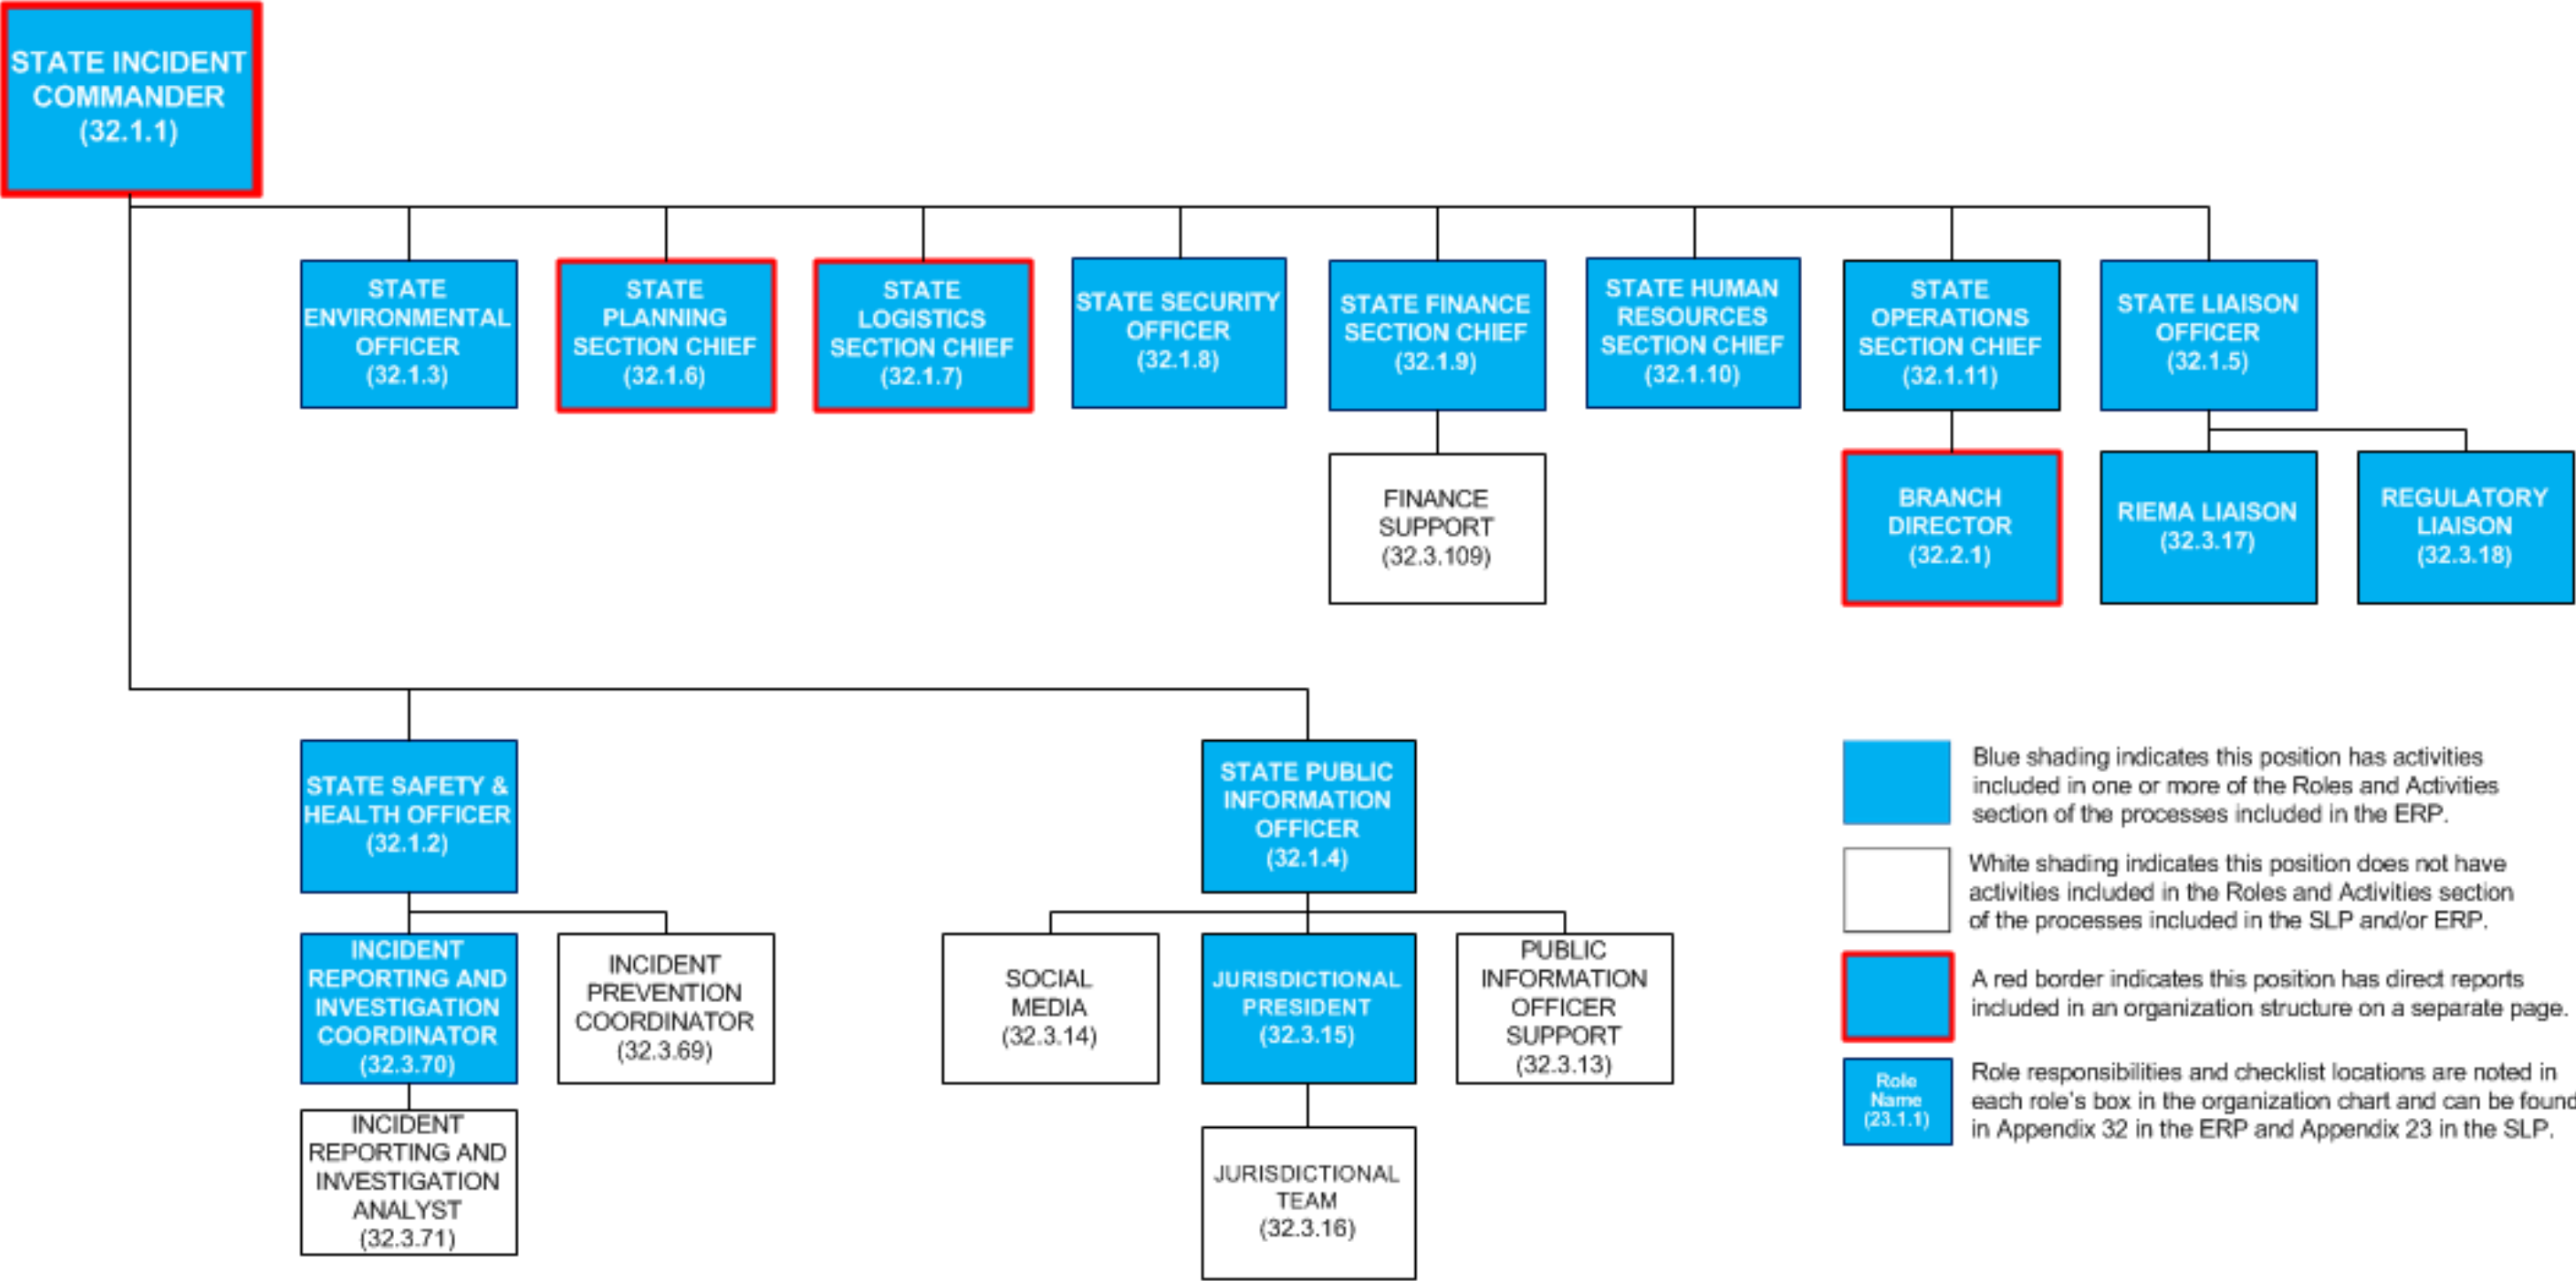 STATE INCIDENT
COMMANDER
(32.1.1)
STATE
ENVIRONMENTAL
OFFICER
(32.1.3)
STATE
PLANNING
SECTION CHIEF
(32.1.6)
STATE
LOGISTICS
SECTION CHIEF
(32.1.7)
STATE SECURITY
OFFICER
(32.1.8)
STATE FINANCE
SECTION CHIEF
(32.1.9)
STATE HUMAN
RESOURCES
SECTION CHIEF
(32.1.10)
STATE
OPERATIONS
SECTION CHIEF
(32.1.11)
STATE LIAISON
OFFICER
(32.1.5)
FINANCE
SUPPORT
(32.3.109)
BRANCH
DIRECTOR
(32.2.1)
RIEMA LIAISON
(32.3.17)
REGULATORY
LIAISON
(32.3.18)
STATE SAFETY &
HEALTH OFFICER
(32.1.2)
STATE PUBLIC
INFORMATION
OFFICER
(32.1.4)
INCIDENT
REPORTING AND
INVESTIGATION
COORDINATOR
(32.3.70)
INCIDENT
PREVENTION
COORDINATOR
(32.3.69)
SOCIAL
MEDIA
(32.3.14)
JURISDICTIONAL
PRESIDENT
(32.3.15)
PUBLIC
INFORMATION
OFFICER
SUPPORT
(32.3.13)
INCIDENT
REPORTING AND
INVESTIGATION
ANALYST
(32.3.71)
JURISDICTIONAL
TEAM
(32.3.16)
Blue shading indicates this position has activities
included in one or more of the Roles and Activities
section of the processes included in the ERP.
White shading indicates this position does not have
activities included in the Roles and Activities section
of the processes included in the SLP and/or ERP.
A red border indicates this position has direct reports
included in an organization structure on a separate page.
Role
Name
(23.1.1)
Role responsibilities and checklist locations are noted in
each role's box in the organization chart and can be found
in Appendix 32 in the ERP and Appendix 23 in the SLP.